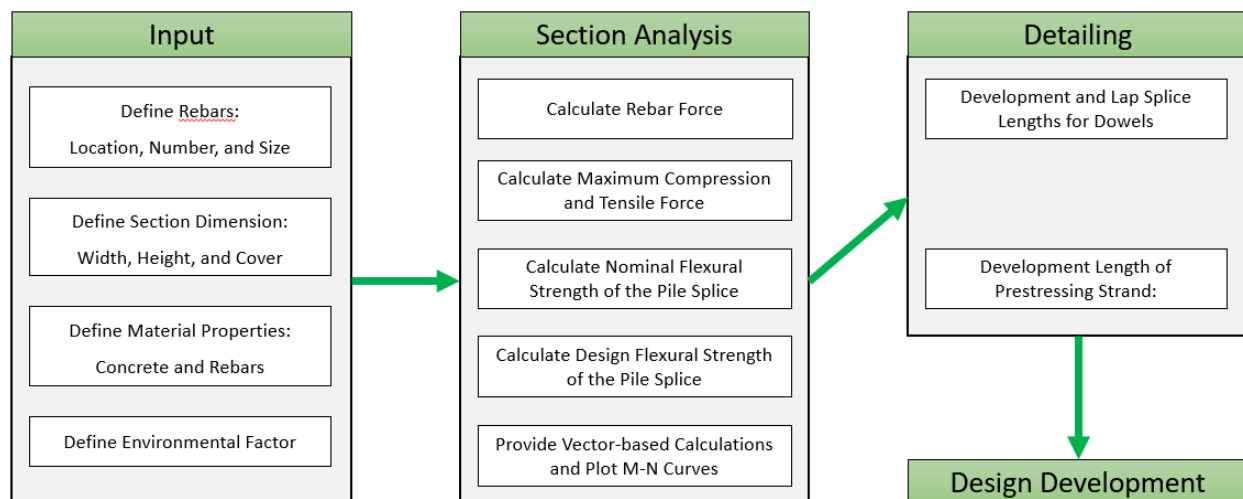 Input
Define Rebars:
Location, Number, and Size
Define Section Dimension:
Width, Height, and Cover
Define Material Properties:
Concrete and Rebars
Define Environmental Factor
Section Analysis
Calculate Rebar Force
Calculate Maximum Compression
and Tensile Force
Calculate Nominal Flexural
Strength of the Pile Splice
Calculate Design Flexural Strength
of the Pile Splice
Provide Vector-based Calculations
and Plot M-N Curves
Detailing
Development and Lap Splice
Lengths for Dowels
Development Length of
Prestressing Strand:
Design Development